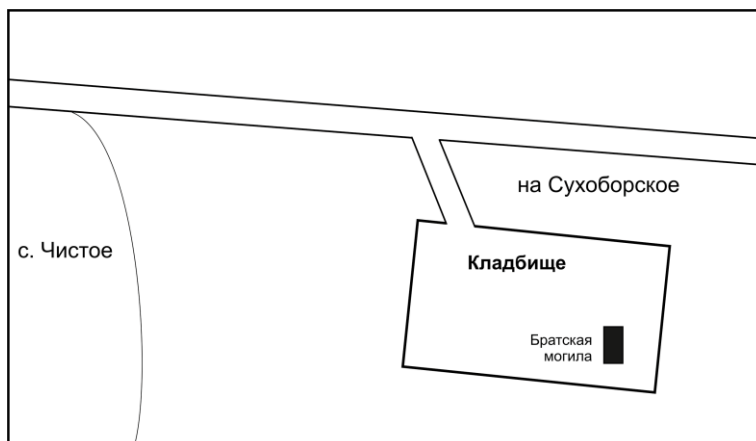 на Сухоборское
с. Чистое
Кладбище
Братская
могила